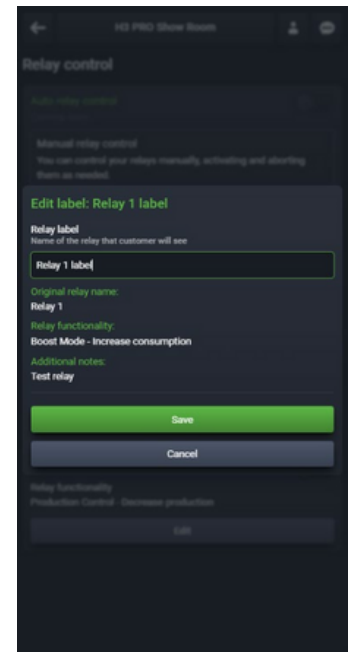 H3 PRO Show Room
Relay control
Auto relay control
Manual relay control
You can control your relays manually, activating and aborting
them as needed.
Edit label: Relay 1 label
Relay label
Name of the relay that customer will see
Relay 1 label
Original relay name:
Relay 1
Relay functionality:
Boost Mode - Increase consumption
Additional notes:
Test relay
Save
Cancel
Relay functionality
Production Control - Decrease production
Edit